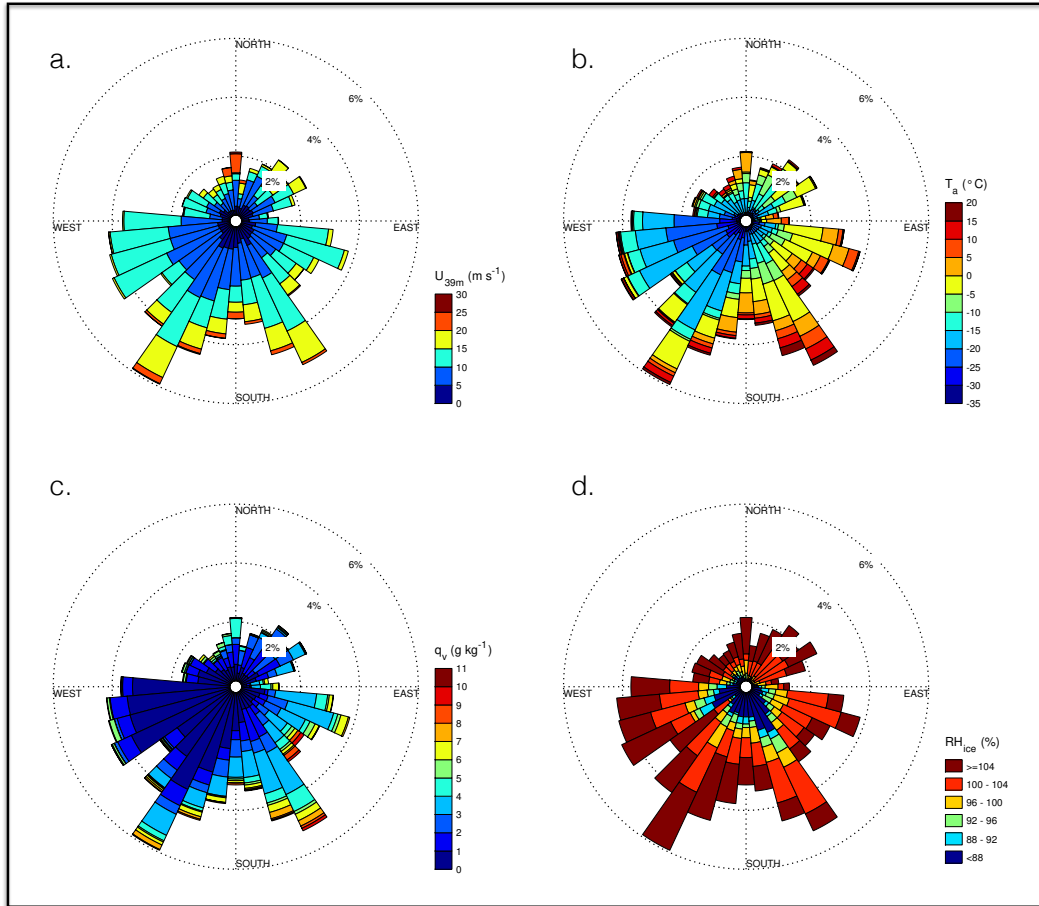 a.
NORTH
6%
4%
2%
WEST
EAST
SOUTH
U39m (m s-1)
30
25
20
15
10
5
0
b.
NORTH
6%
4%
2%
WEST
EAST
SOUTH
Ta (°C)
20
15
10
5
0
-5
-10
-15
-20
-25
-30
-35
c.
NORTH
6%
4%
2%
WEST
EAST
SOUTH
qv (g kg-1)
11
10
9
8
7
6
5
4
3
2
1
0
d.
NORTH
6%
4%
2%
WEST
EAST
SOUTH
RHice (%)
>=104
100 - 104
96 - 100
92 - 96
88 - 92
<88